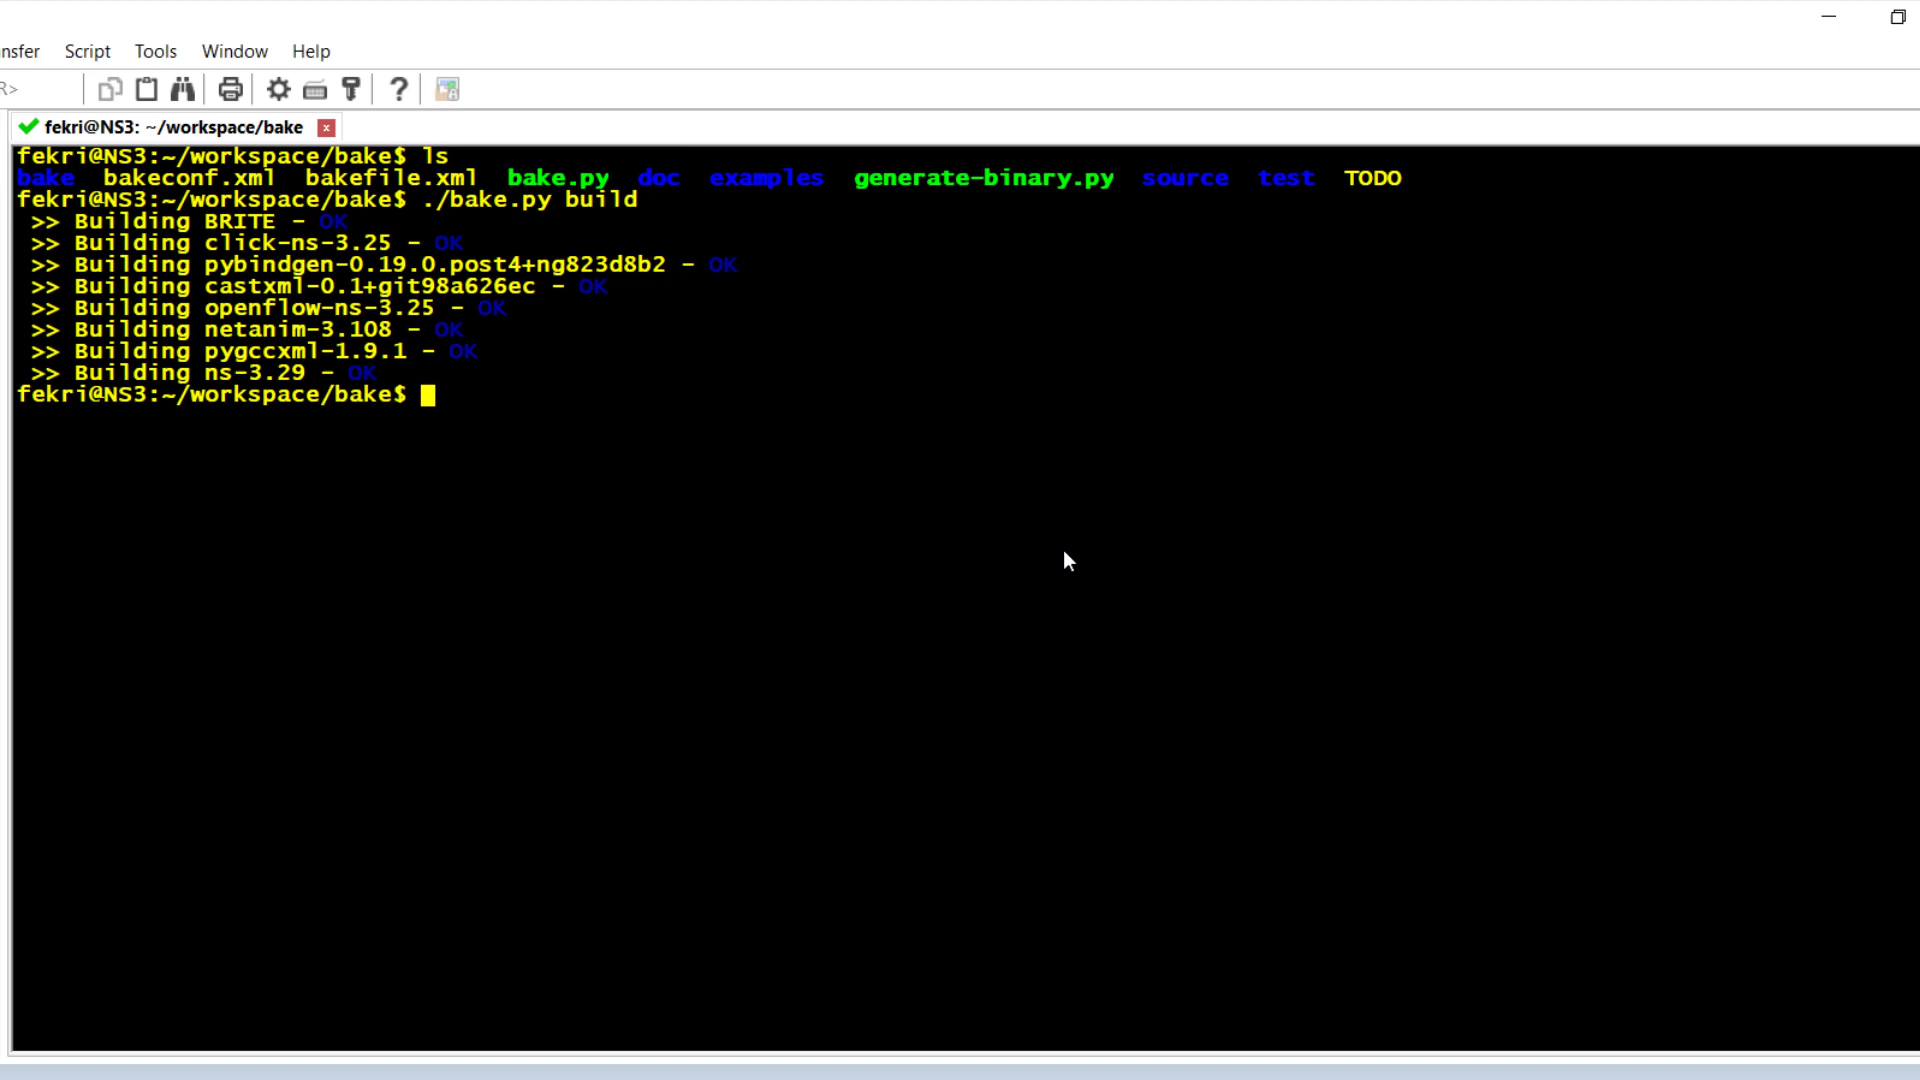 nsfer Script Tools Window Help
R>
fekri@NS3: ~/workspace/bake
fekri@NS3:~/workspace/bake$ ls
bake bakeconf.xml bakefile.xml bake.py doc examples generate-binary.py source test TODO
fekri@NS3:~/workspace/bake$ ./bake.py build
>> Building BRITE - OK
>> Building click-ns-3.25 - OK
>> Building pybindgen-0.19.0.post4+ng823d8b2 - OK
>> Building castxml-0.1+git98a626ec - OK
>> Building openflow-ns-3.25 - OK
>> Building netanim-3.108 - OK
>> Building pygccxml-1.9.1 - OK
>> Building ns-3.29 - OK
fekri@NS3:~/workspace/bake$